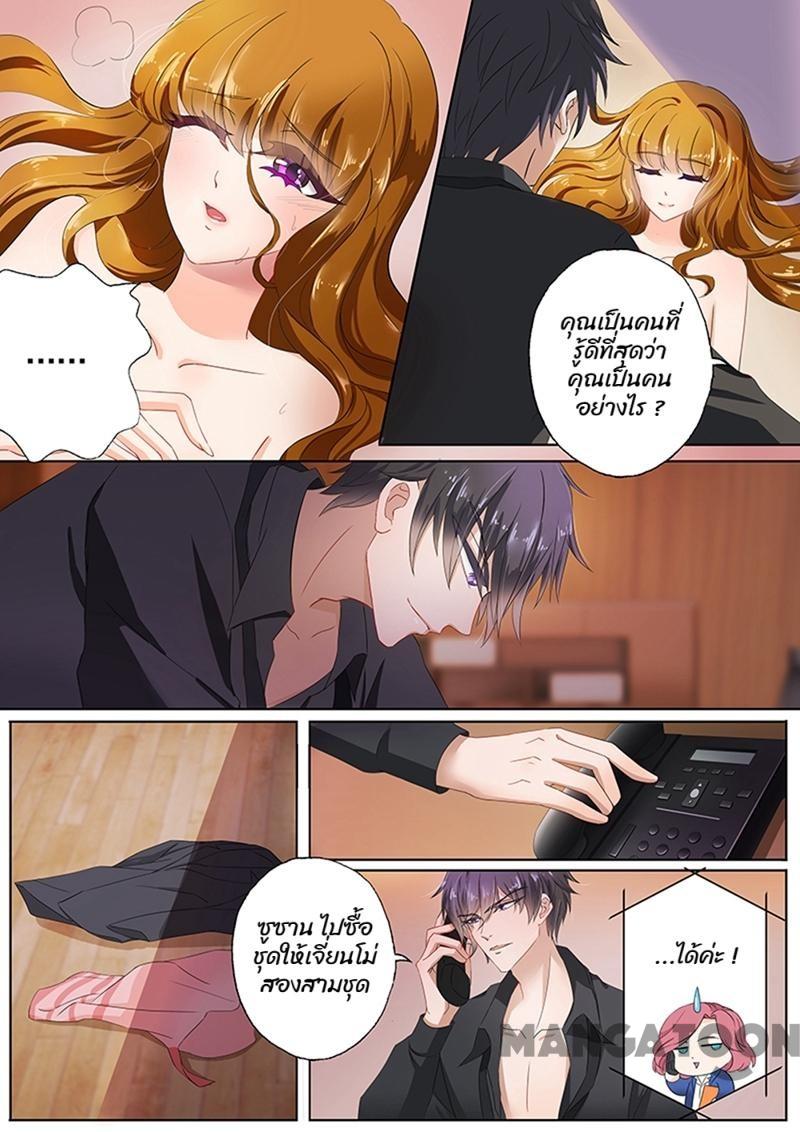 ......
คุณเป็นคนที่
รู้ดีที่สุดว่า
คุณเป็นคน
อย่างไร ?
ซูซาน ไปซื้อ
ชุดให้เจี่ยนโม่
สองสามชุด
...ได้ค่ะ !
MANGATOON